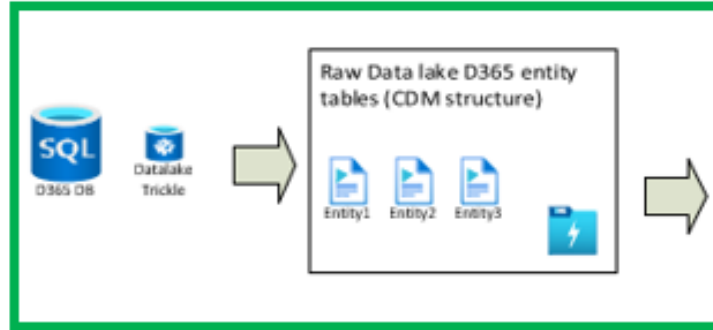 Raw Data lake D365 entity
tables (CDM structure)
SQL
D365 DB
Datalake
Trickle
Entity1
Entity2
Entity3